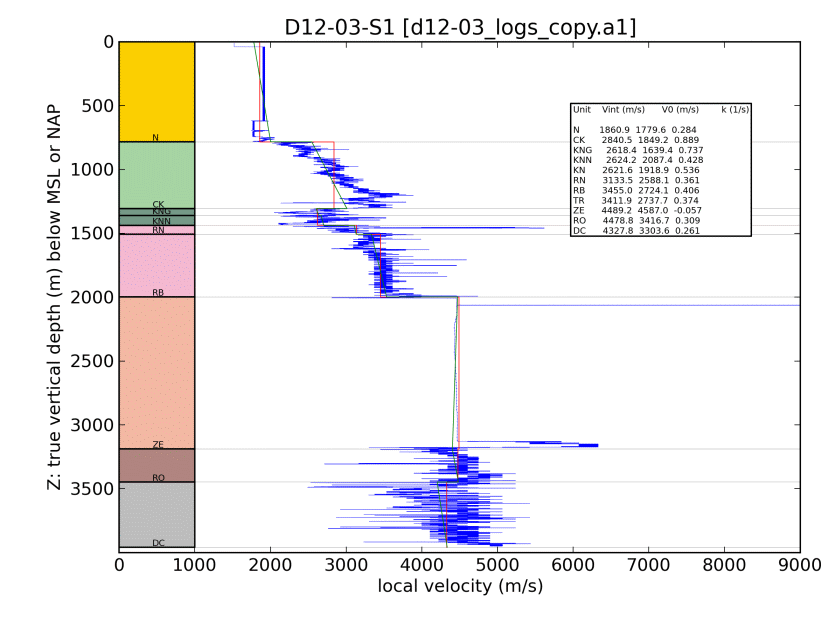 D12-03-S1 [d12-03_logs_copy.a1]
Z: true vertical depth (m) below MSL or NAP
0
500
1000
1500
2000
2500
3000
3500
N
CK
KNG
KNN
RN
RB
ZE
RO
DC
Unit Vint (m/s) V0 (m/s) k (1/s)
N 1860.9 1779.6 0.284
CK 2840.5 1849.2 0.889
KNG 2618.4 1639.4 0.737
KNN 2624.2 2087.4 0.428
KN 2621.6 1918.9 0.536
RN 3133.5 2588.1 0.361
RB 3455.0 2724.1 0.406
TR 3411.9 2737.7 0.374
ZE 4489.2 4587.0 -0.057
RO 4478.8 3416.7 0.309
DC 4327.8 3303.6 0.261
0 1000 2000 3000 4000 5000 6000 7000 8000 9000
local velocity (m/s)